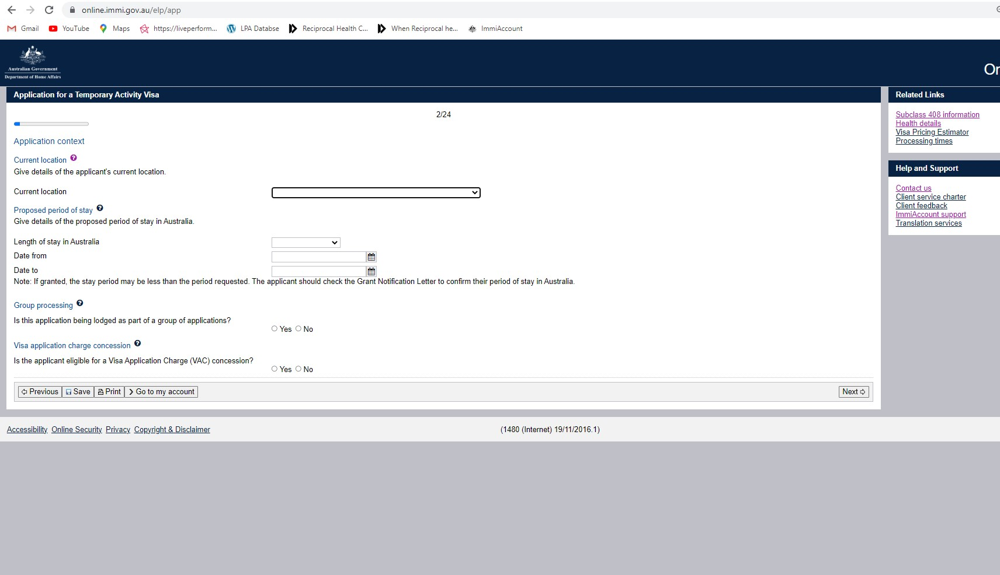 online.immi.gov.au/elp/app
Gmail YouTube Maps https://liveperform... LPA Databse Reciprocal Health C... When Reciprocal he... ImmiAccount
Australian Government
Department of Home Affairs
Application for a Temporary Activity Visa
2/24
Application context
Current location
Give details of the applicant's current location.
Current location
Proposed period of stay
Give details of the proposed period of stay in Australia.
Length of stay in Australia
Date from
Date to
Note: If granted, the stay period may be less than the period requested. The applicant should check the Grant Notification Letter to confirm their period of stay in Australia.
Group processing
Is this application being lodged as part of a group of applications?
Yes No
Visa application charge concession
Is the applicant eligible for a Visa Application Charge (VAC) concession?
Yes No
Previous Save Print Go to my account Next
Related Links
Subclass 408 information
Health details
Visa Pricing Estimator
Processing times
Help and Support
Contact us
Client service charter
Client feedback
ImmiAccount support
Translation services
Accessibility Online Security Privacy Copyright & Disclaimer (1480 (Internet) 19/11/2016.1)